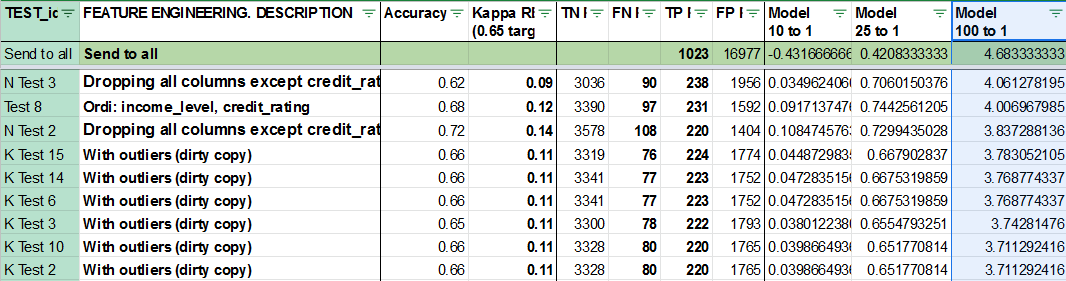 TEST_ic FEATURE ENGINEERING. DESCRIPTION Accuracy Kappa RI (0.65 targ TN I FN I TP I FP I Model 10 to 1 Model 25 to 1 Model 100 to 1
Send to all Send to all 1023 16977 -0.431666666 0.4208333333 4.683333333
N Test 3 Dropping all columns except credit_rat 0.62 0.09 3036 90 238 1956 0.0349624060 0.7060150376 4.061278195
Test 8 Ordi: income_level, credit_rating 0.68 0.12 3390 97 231 1592 0.0917137476 0.7442561205 4.006967985
N Test 2 Dropping all columns except credit_rat 0.72 0.14 3578 108 220 1404 0.1084745763 0.7299435028 3.837288136
K Test 15 With outliers (dirty copy) 0.66 0.11 3319 76 224 1774 0.0448729835 0.667902837 3.783052105
K Test 14 With outliers (dirty copy) 0.66 0.11 3341 77 223 1752 0.0472835156 0.6675319859 3.768774337
K Test 6 With outliers (dirty copy) 0.66 0.11 3341 77 223 1752 0.0472835156 0.6675319859 3.768774337
K Test 3 With outliers (dirty copy) 0.65 0.11 3300 78 222 1793 0.0380122380 0.6554793251 3.74281476
K Test 10 With outliers (dirty copy) 0.66 0.11 3328 80 220 1765 0.0398664936 0.651770814 3.711292416
K Test 2 With outliers (dirty copy) 0.66 0.11 3328 80 220 1765 0.0398664936 0.651770814 3.711292416